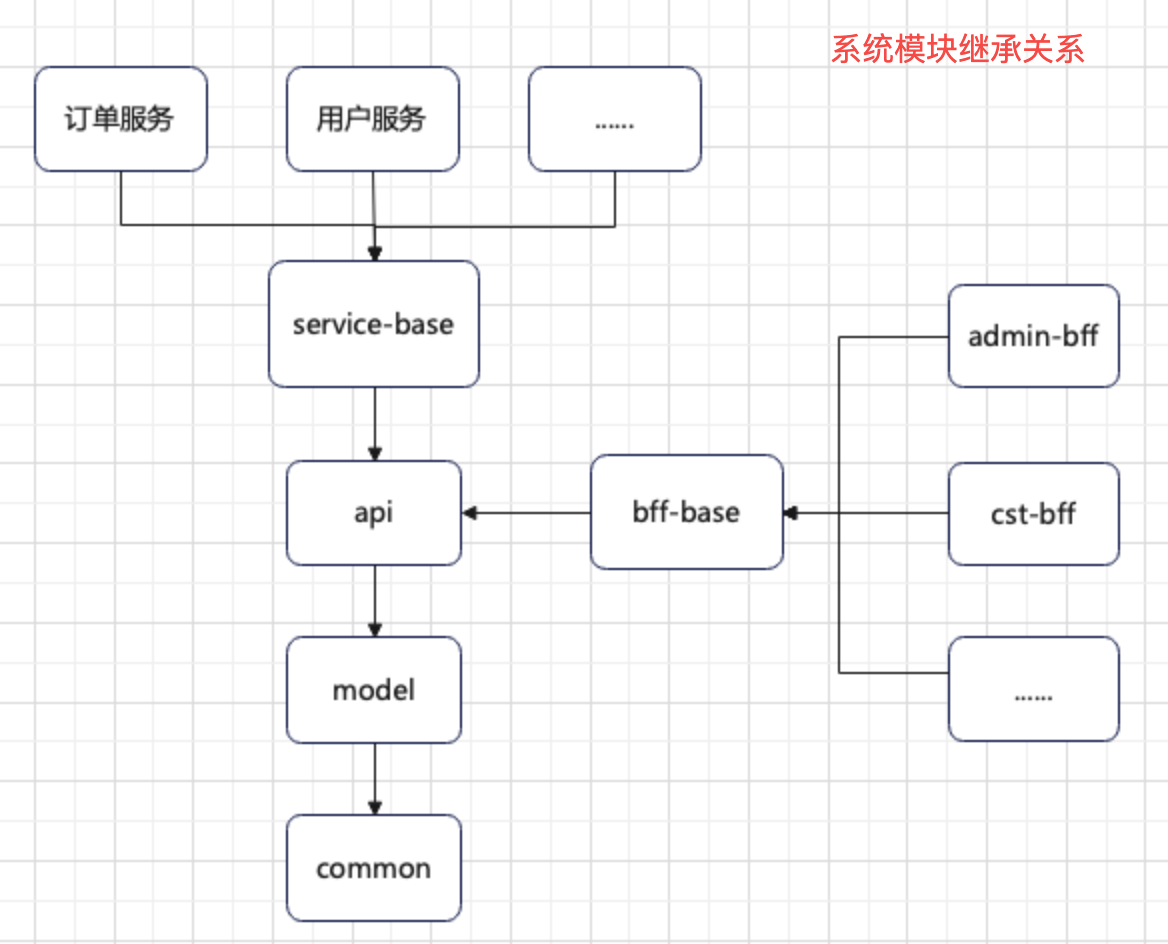 系统模块继承关系
订单服务
用户服务
......
service-base
admin-bff
api
bff-base
cst-bff
model
......
common